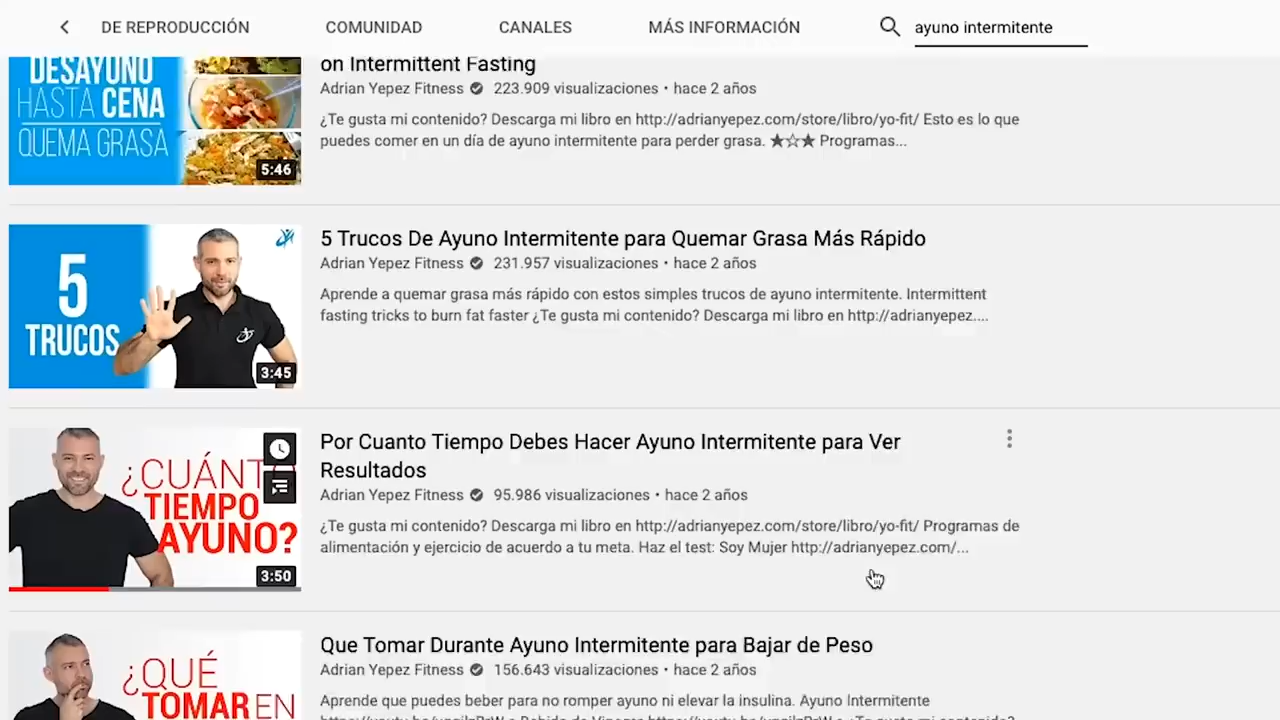 DE REPRODUCCIÓN
COMUNIDAD
CANALES
MÁS INFORMACIÓN
ayuno intermitente
DESAYUNO
HASTA CENA
QUEMA GRASA
5:46
on Intermittent Fasting
Adrian Yepez Fitness 223.909 visualizaciones • hace 2 años
¿Te gusta mi contenido? Descarga mi libro en http://adrianyepez.com/store/libro/yo-fit/ Esto es lo que
puedes comer en un día de ayuno intermitente para perder grasa. ★☆★ Programas...
5
TRUCOS
3:45
5 Trucos De Ayuno Intermitente para Quemar Grasa Más Rápido
Adrian Yepez Fitness 231.957 visualizaciones • hace 2 años
Aprende a quemar grasa más rápido con estos simples trucos de ayuno intermitente. Intermittent
fasting tricks to burn fat faster ¿Te gusta mi contenido? Descarga mi libro en http://adrianyepez....
¿CUÁNTO
TIEMPO
AYUNO?
3:50
Por Cuanto Tiempo Debes Hacer Ayuno Intermitente para Ver
Resultados
Adrian Yepez Fitness 95.986 visualizaciones • hace 2 años
¿Te gusta mi contenido? Descarga mi libro en http://adrianyepez.com/store/libro/yo-fit/ Programas de
alimentación y ejercicio de acuerdo a tu meta. Haz el test: Soy Mujer http://adrianyepez.com/...
¿QUÉ
TOMAR EN
Que Tomar Durante Ayuno Intermitente para Bajar de Peso
Adrian Yepez Fitness 156.643 visualizaciones • hace 2 años
Aprende que puedes beber para no romper ayuno ni elevar la insulina. Ayuno Intermitente